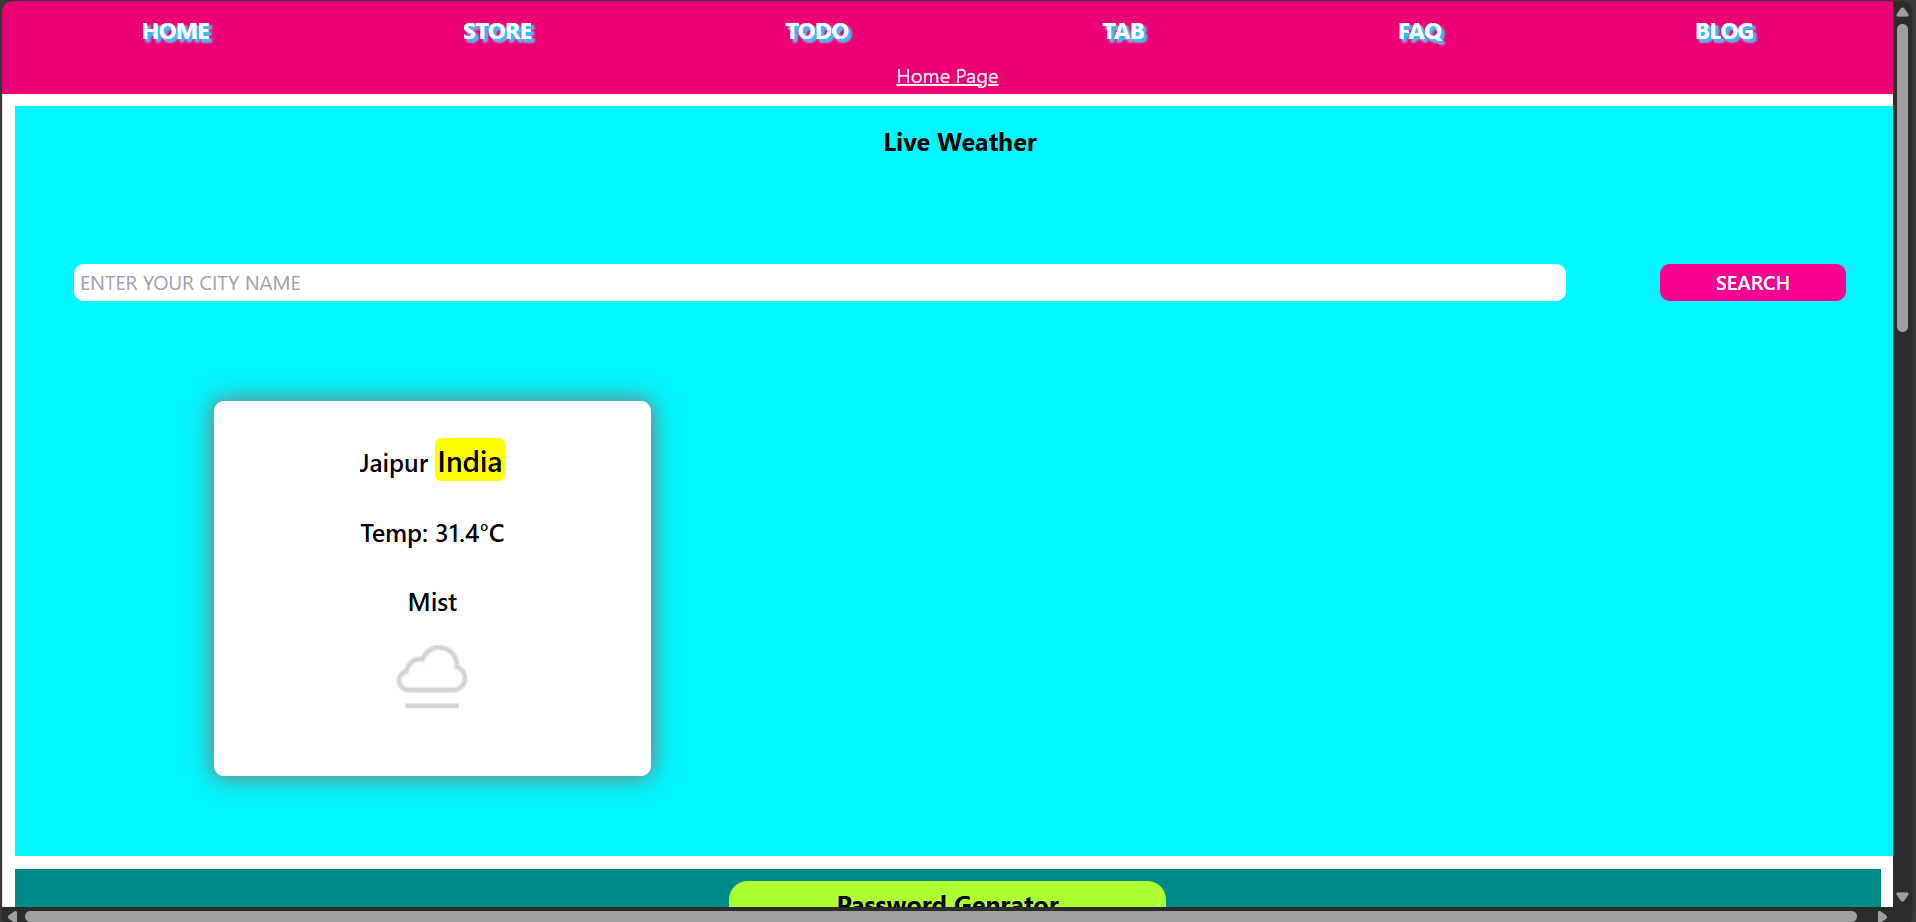 HOME STORE TODO TAB FAQ BLOG
Home Page
Live Weather
ENTER YOUR CITY NAME SEARCH
Jaipur India
Temp: 31.4°C
Mist
Password Genrator